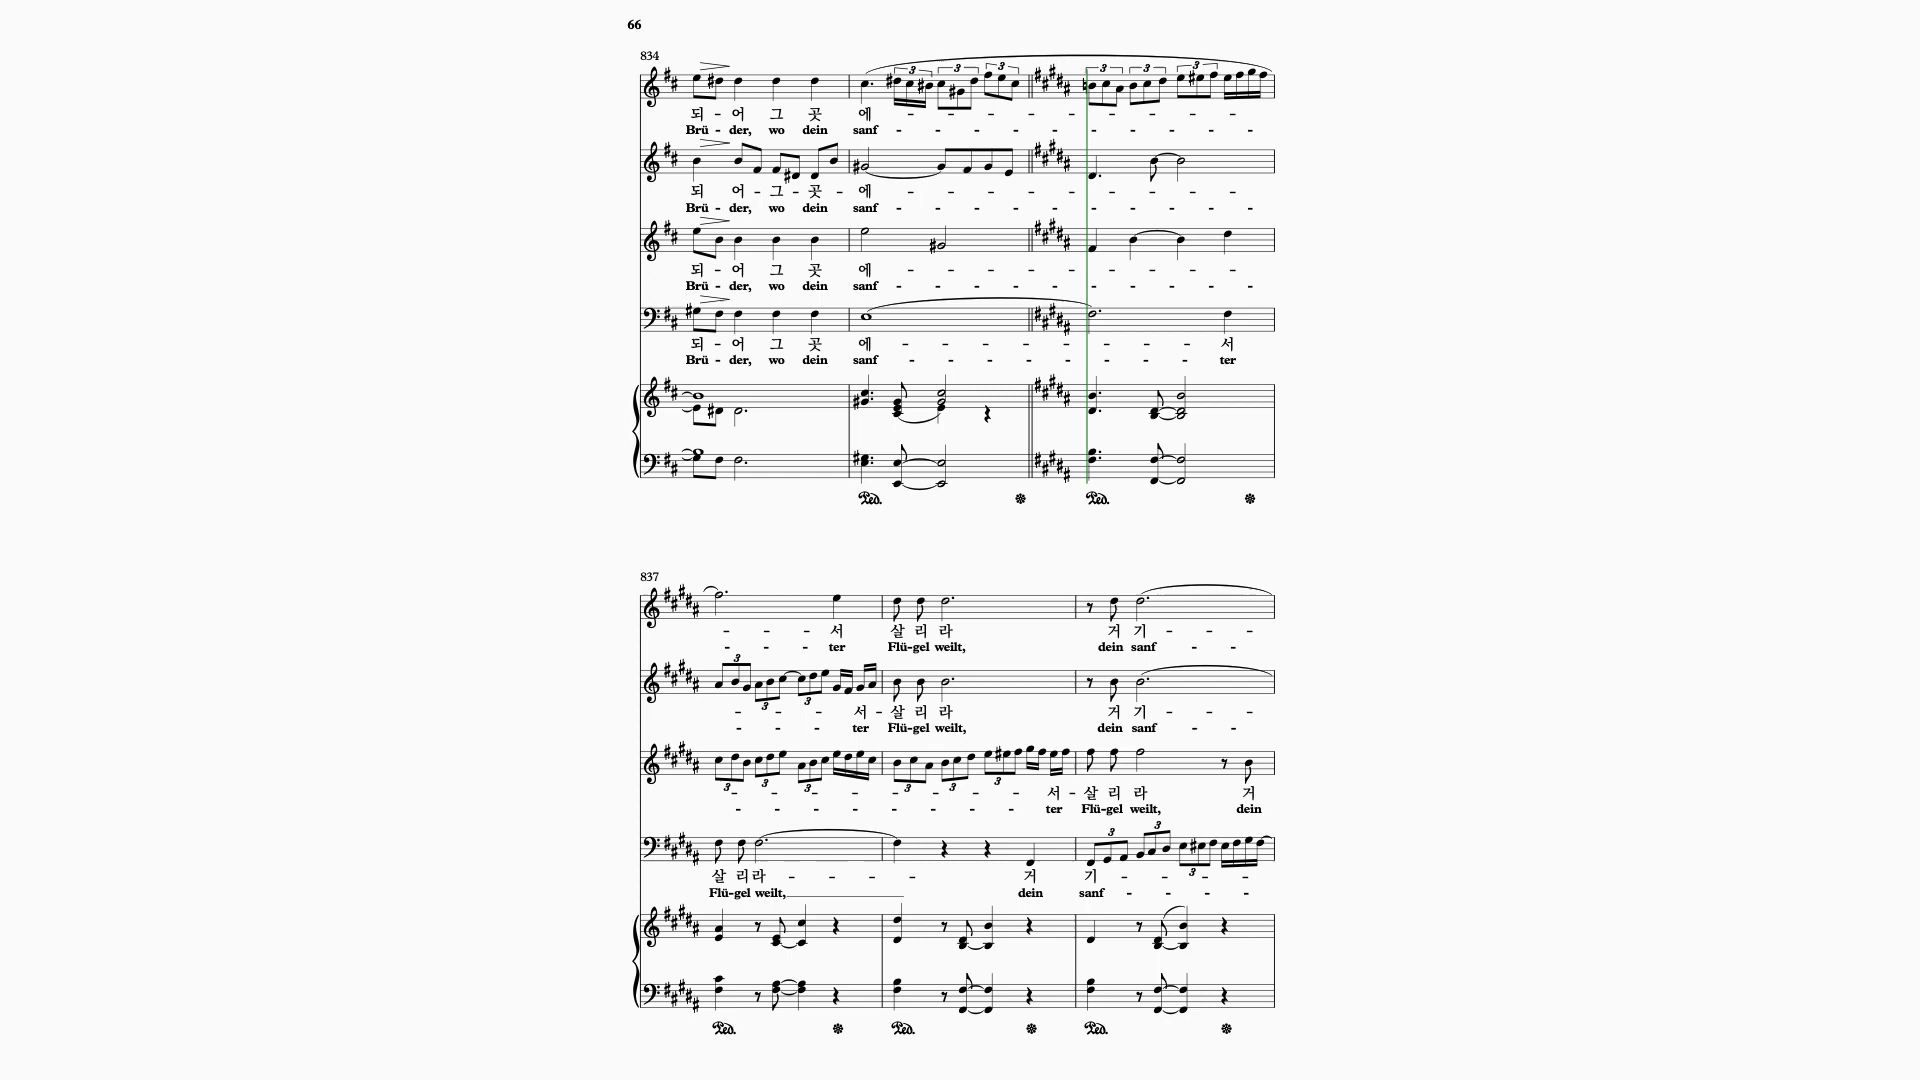 66
834
되 - 어 그 곳 에 - - - - - - - - - - - - - -
Brü - der, wo dein sanf - - - - - - - - - -
되 어 - 그 - 곳 - 에 - - - - - - - - - -
Brü - der, wo dein sanf - - - - - - - - - -
되 - 어 그 곳 에 - - - - - - - - - -
Brü - der, wo dein sanf - - - - - - - - - -
되 - 어 그 곳 에 - - - - - - - - 서
Brü - der, wo dein sanf - - - - - - - - ter
837
- - - 서 살 리 라 거 기 - - -
- - - ter Flü-gel weilt, dein sanf - -
- - - - 서 - 살 리 라 거 기 - - -
- - - - ter Flü-gel weilt, dein sanf - -
- - - - - - - - - 서 - 살 리 라 거
- - - - - - - - ter Flü-gel weilt, dein
살 리 라 - - - - 거 기 - - - - -
Flü-gel weilt, dein sanf - - - - -